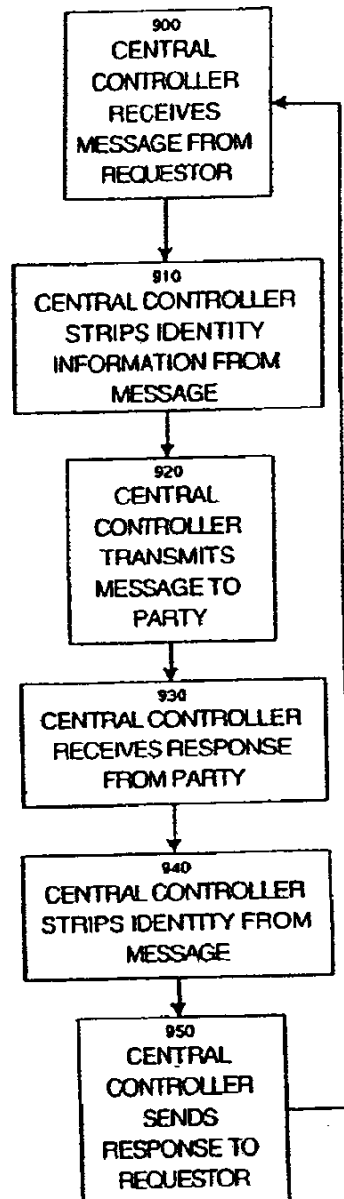 900
CENTRAL
CONTROLLER
RECEIVES
MESSAGE FROM
REQUESTOR
910
CENTRAL CONTROLLER
STRIPS IDENTITY
INFORMATION FROM
MESSAGE
920
CENTRAL
CONTROLLER
TRANSMITS
MESSAGE TO
PARTY
930
CENTRAL CONTROLLER
RECEIVES RESPONSE
FROM PARTY
940
CENTRAL CONTROLLER
STRIPS IDENTITY FROM
MESSAGE
950
CENTRAL
CONTROLLER
SENDS
RESPONSE TO
REQUESTOR